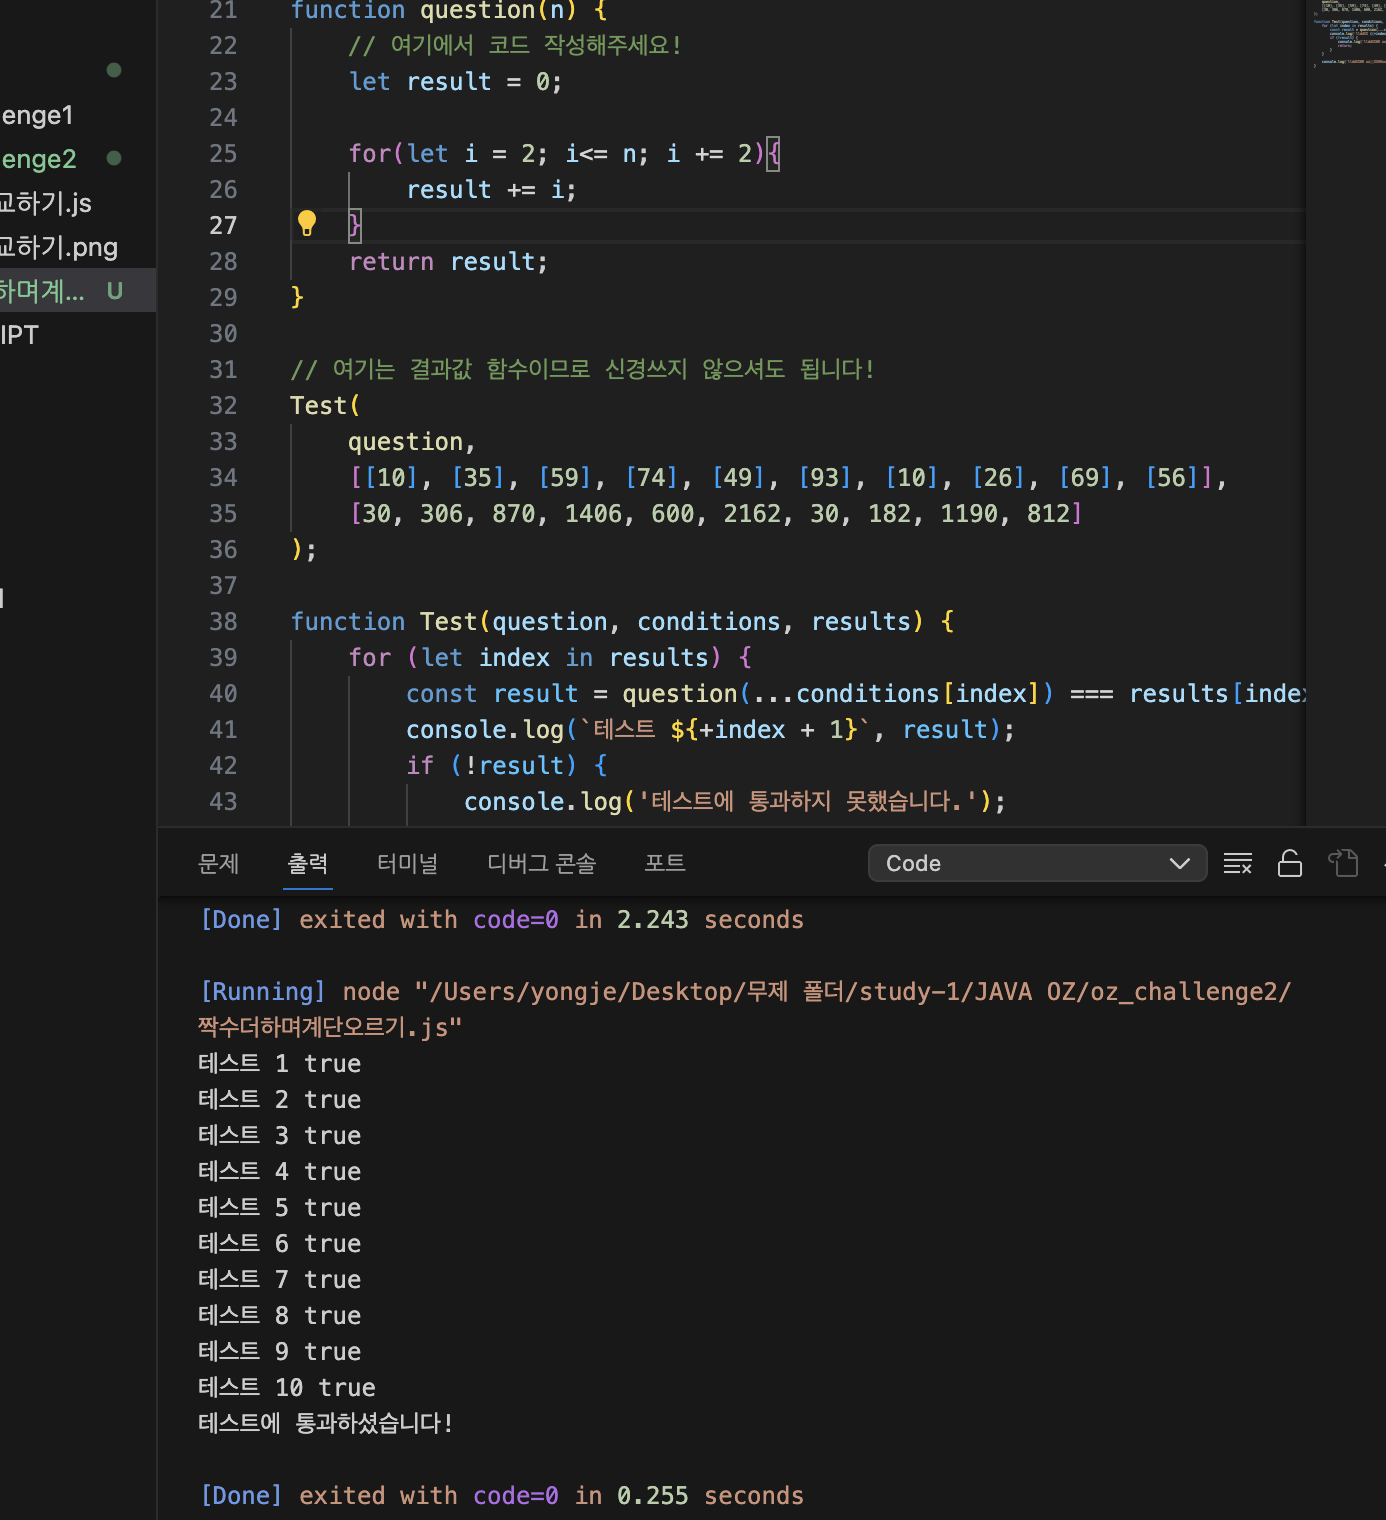 enge1
enge2
교하기.js
교하기.png
하며계... U
IPT
21 function question(n) {
22 // 여기에서 코드 작성해주세요!
23 let result = 0;
24
25 for(let i = 2; i<= n; i += 2){
26 result += i;
27 }
28 return result;
29 }
30
31 // 여기는 결과값 함수이므로 신경쓰지 않으셔도 됩니다!
32 Test(
33 question,
34 [[10], [35], [59], [74], [49], [93], [10], [26], [69], [56]],
35 [30, 306, 870, 1406, 600, 2162, 30, 182, 1190, 812]
36 );
37
38 function Test(question, conditions, results) {
39 for (let index in results) {
40 const result = question(...conditions[index]) === results[index
41 console.log(`테스트 ${+index + 1}`, result);
42 if (!result) {
43 console.log('테스트에 통과하지 못했습니다.');
문제 출력 터미널 디버그 콘솔 포트 Code
[Done] exited with code=0 in 2.243 seconds
[Running] node "/Users/yongje/Desktop/무제 폴더/study-1/JAVA OZ/oz_challenge2/
짝수더하며계단오르기.js"
테스트 1 true
테스트 2 true
테스트 3 true
테스트 4 true
테스트 5 true
테스트 6 true
테스트 7 true
테스트 8 true
테스트 9 true
테스트 10 true
테스트에 통과하셨습니다!
[Done] exited with code=0 in 0.255 seconds